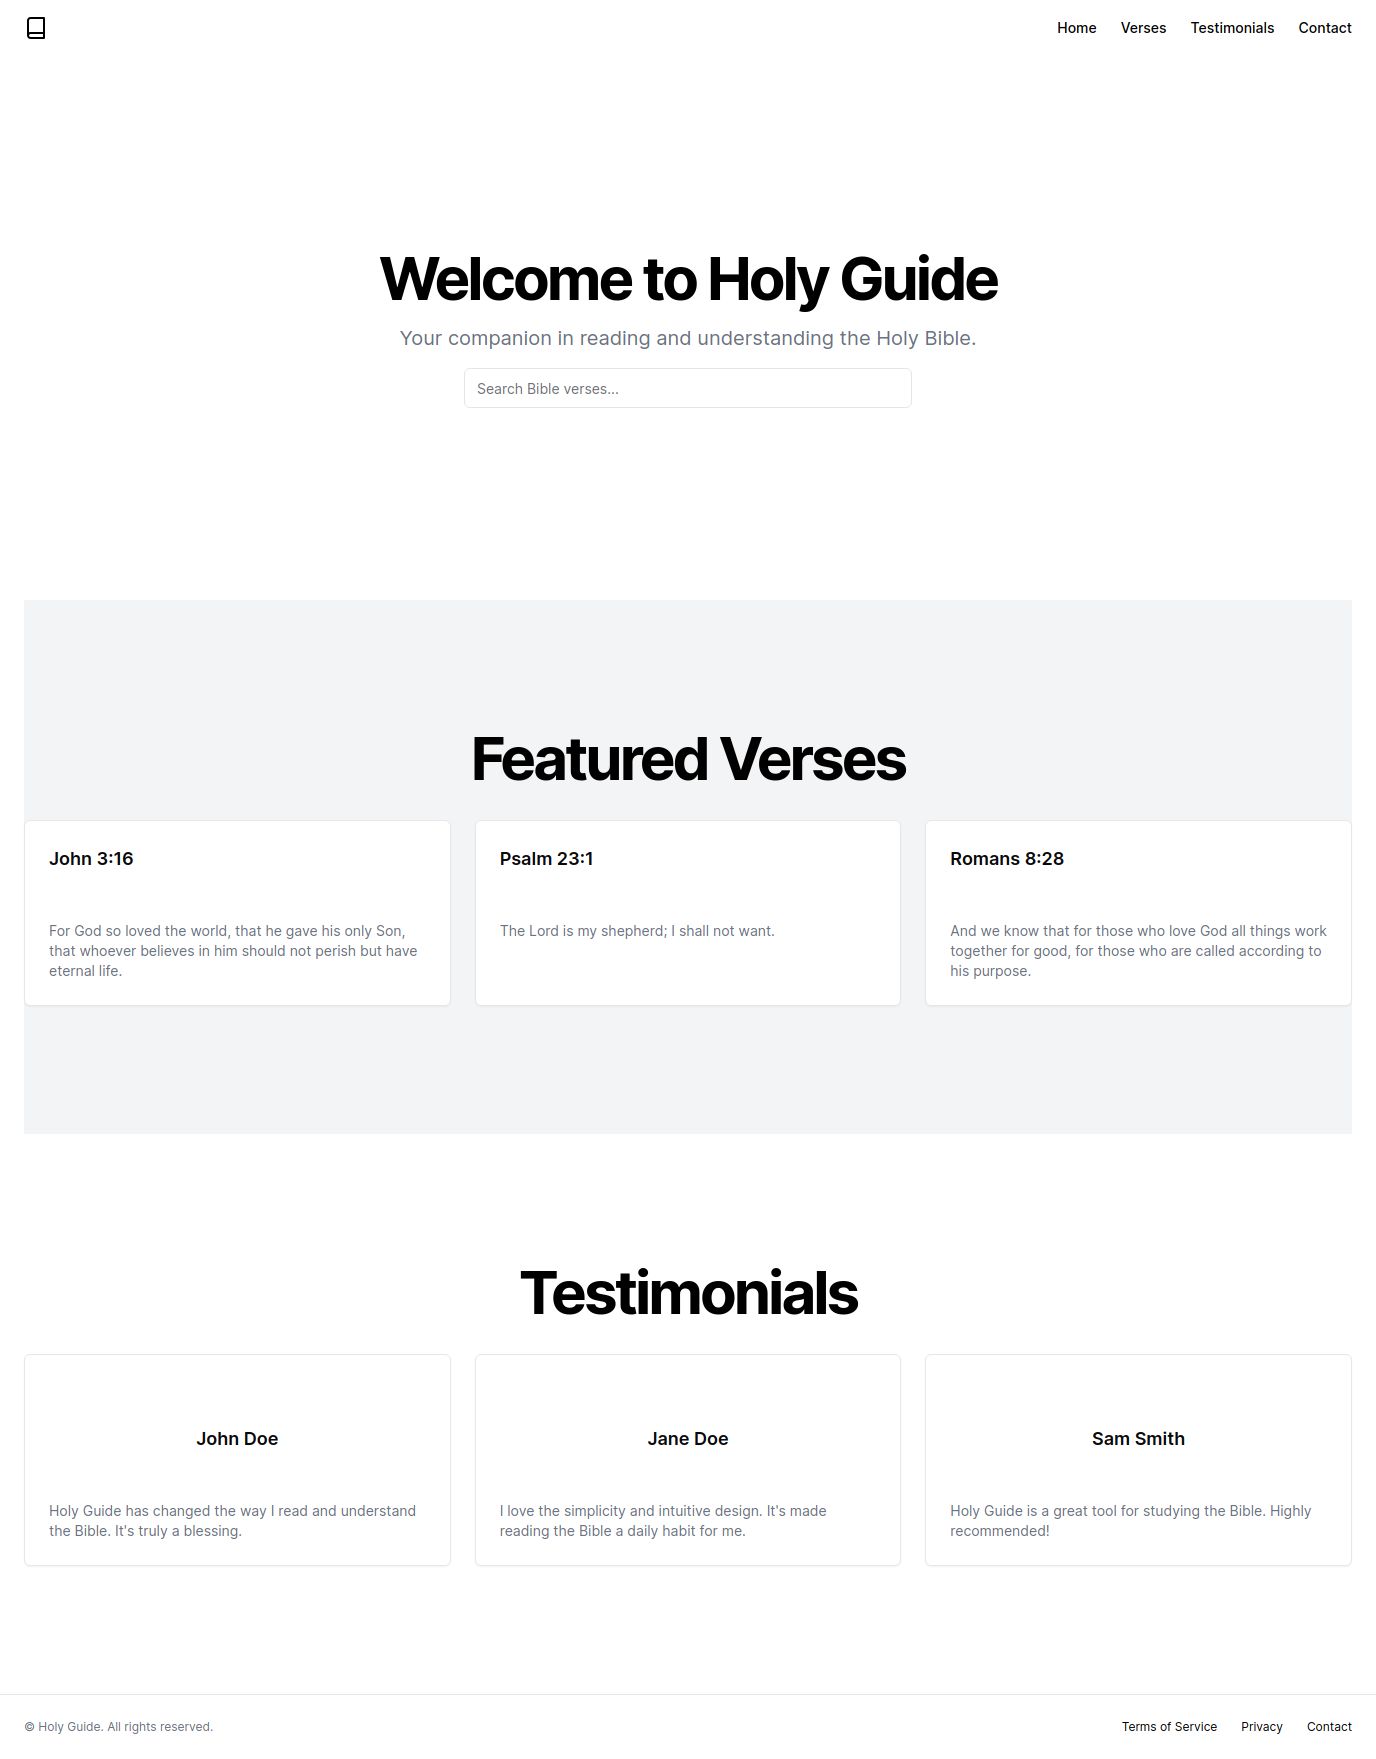 Home Verses Testimonials Contact
Welcome to Holy Guide
Your companion in reading and understanding the Holy Bible.
Search Bible verses...
Featured Verses
John 3:16
For God so loved the world, that he gave his only Son,
that whoever believes in him should not perish but have
eternal life.
Psalm 23:1
The Lord is my shepherd; I shall not want.
Romans 8:28
And we know that for those who love God all things work
together for good, for those who are called according to
his purpose.
Testimonials
John Doe
Holy Guide has changed the way I read and understand
the Bible. It's truly a blessing.
Jane Doe
I love the simplicity and intuitive design. It's made
reading the Bible a daily habit for me.
Sam Smith
Holy Guide is a great tool for studying the Bible. Highly
recommended!
© Holy Guide. All rights reserved.
Terms of Service Privacy Contact